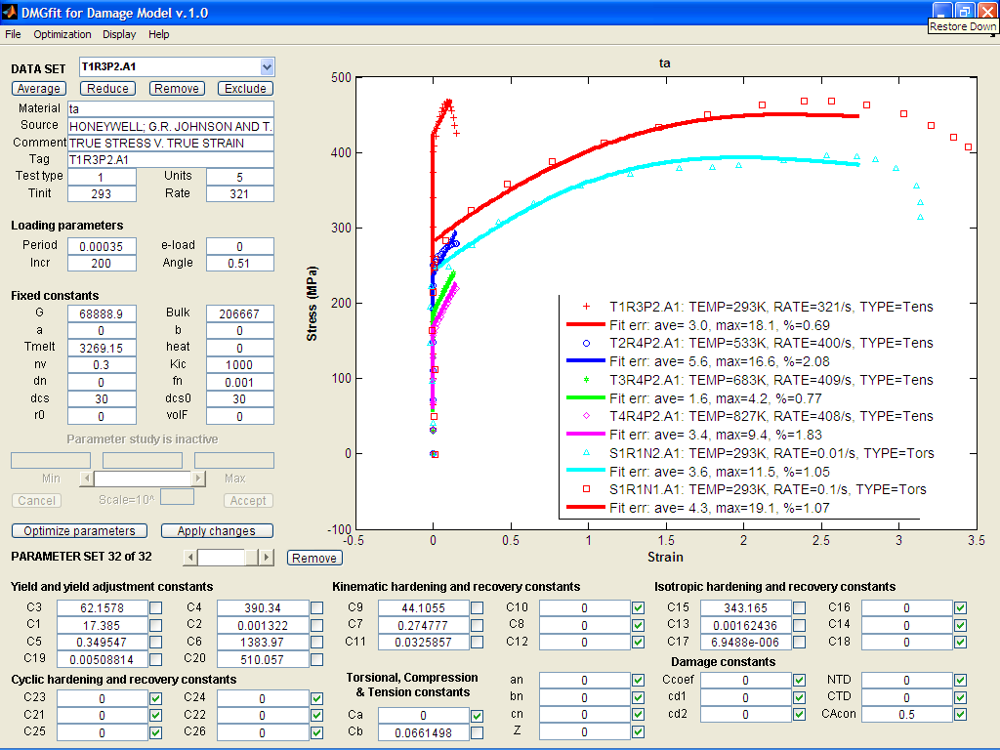 DMGfit for Damage Model v.1.0
Restore Down
File Optimization Display Help
DATA SET T1R3P2.A1
Average Reduce Remove Exclude
Material ta
Source HONEYWELL; G.R. JOHNSON AND T.
Comment TRUE STRESS V. TRUE STRAIN
Tag T1R3P2.A1
Test type 1 Units 5
Tinit 293 Rate 321
Loading parameters
Period 0.00035 e-load 0
Incr 200 Angle 0.51
Fixed constants
G 68888.9 Bulk 206667
a 0 b 0
Tmelt 3269.15 heat 0
nv 0.3 Kic 1000
dn 0 fn 0.001
dcs 30 dcs0 30
r0 0 volF 0
Parameter study is inactive
Min Max
Cancel Scale=10^ Accept
Optimize parameters Apply changes
PARAMETER SET 32 of 32 Remove
ta
Stress (MPa)
500
400
300
200
100
0
-100
-0.5 0 0.5 1 1.5 2 2.5 3 3.5
Strain
T1R3P2.A1: TEMP=293K, RATE=321/s, TYPE=Tens
Fit err: ave= 3.0, max=18.1, %=0.69
T2R4P2.A1: TEMP=533K, RATE=400/s, TYPE=Tens
Fit err: ave= 5.6, max=16.6, %=2.08
T3R4P2.A1: TEMP=683K, RATE=409/s, TYPE=Tens
Fit err: ave= 1.6, max=4.2, %=0.77
T4R4P2.A1: TEMP=827K, RATE=408/s, TYPE=Tens
Fit err: ave= 3.4, max=9.4, %=1.83
S1R1N2.A1: TEMP=293K, RATE=0.01/s, TYPE=Tors
Fit err: ave= 3.6, max=11.5, %=1.05
S1R1N1.A1: TEMP=293K, RATE=0.1/s, TYPE=Tors
Fit err: ave= 4.3, max=19.1, %=1.07
Yield and yield adjustment constants
C3 62.1578 C4 390.34
C1 17.385 C2 0.001322
C5 0.349547 C6 1383.97
C19 0.00508814 C20 510.057
Cyclic hardening and recovery constants
C23 0 C24 0
C21 0 C22 0
C25 0 C26 0
Kinematic hardening and recovery constants
C9 44.1055 C10 0
C7 0.274777 C8 0
C11 0.0325857 C12 0
Torsional, Compression
& Tension constants
Ca 0
Cb 0.0661498
an 0
bn 0
cn 0
Z 0
Isotropic hardening and recovery constants
C15 343.165 C16 0
C13 0.00162436 C14 0
C17 6.9488e-006 C18 0
Damage constants
Ccoef 0 NTD 0
cd1 0 CTD 0
cd2 0 CAcon 0.5